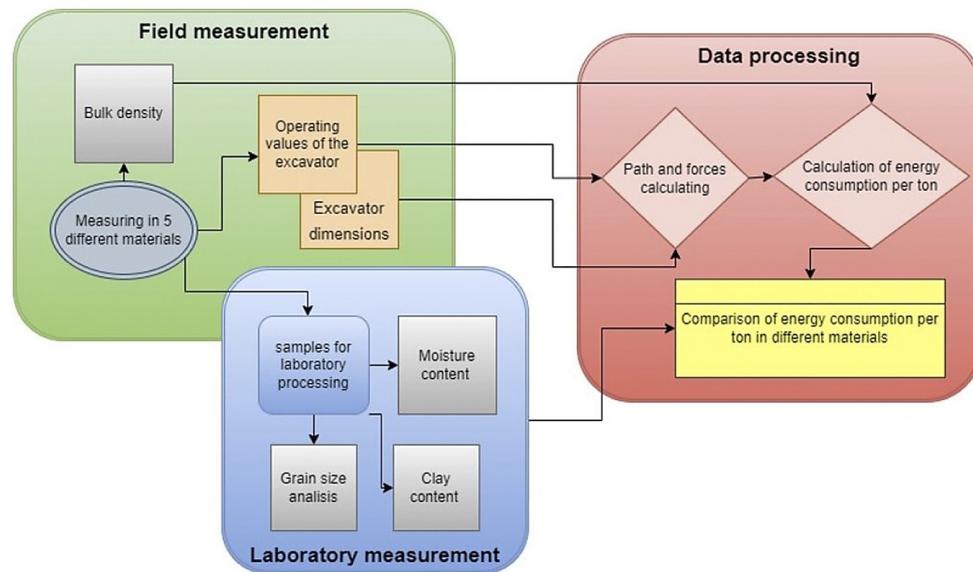 Field measurement
Bulk density
Measuring in 5
different materials
Operating
values of the
excavator
Excavator
dimensions
Data processing
Path and forces
calculating
Calculation of energy
consumption per
ton
Comparison of energy consumption per
ton in different materials
samples for
laboratory
processing
Moisture
content
Grain size
analisis
Clay
content
Laboratory measurement